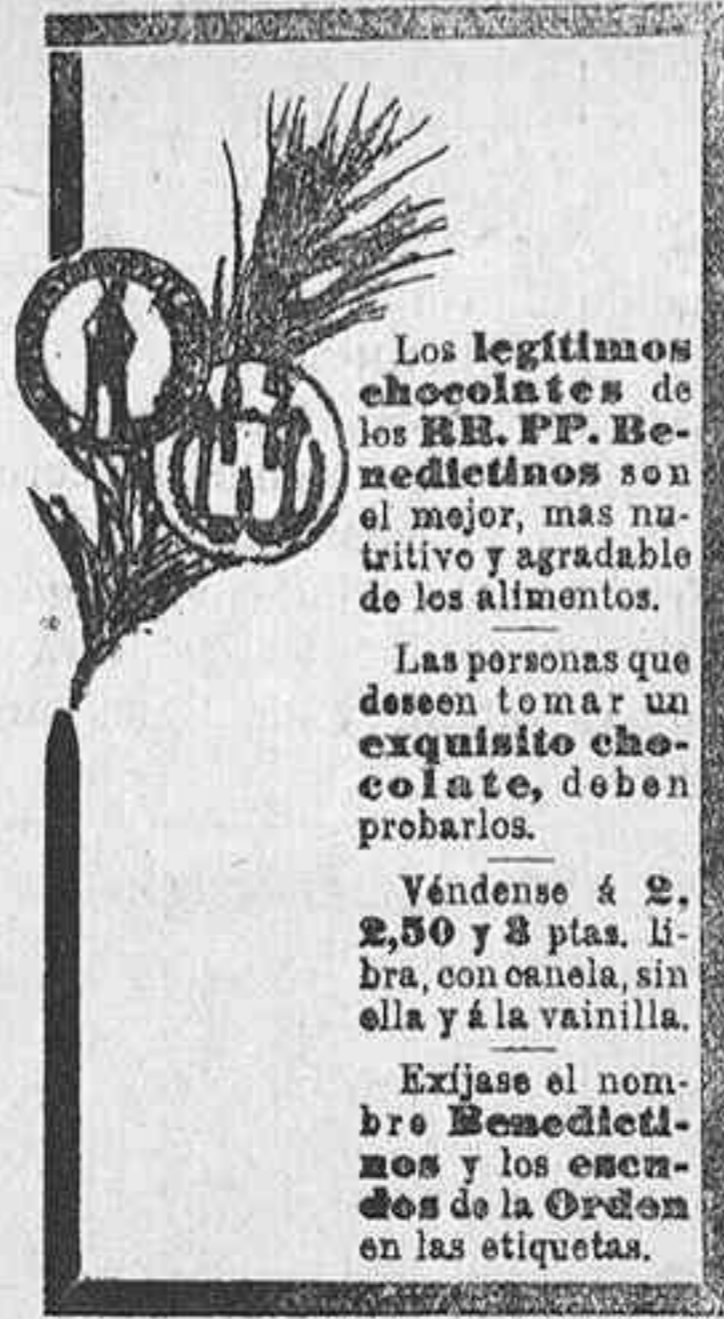 Los legítimos
chocolates de
los RR. PP. Be-
nedictinos son
el mejor, mas nu-
tritivo y agradable
de los alimentos.
Las personas que
deseen tomar un
exquisito cho-
colate, deben
probarlos.
Véndense á 2,
2,50 y 3 ptas. li-
bra, con canela, sin
ella y á la vainilla.
Exíjase el nom-
bre Benedicti-
nos y los escu-
dos de la Orden
en las etiquetas.